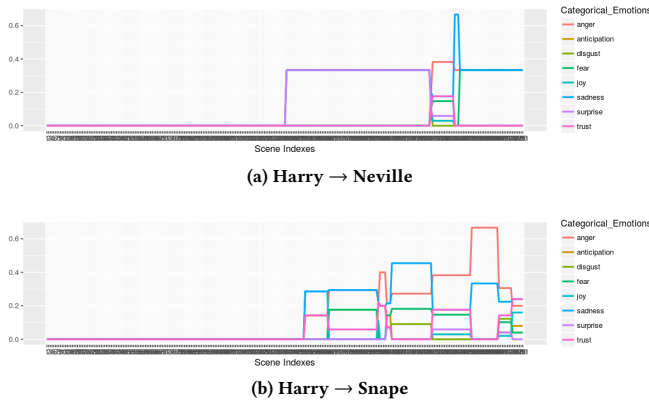 Categorical_Emotions
anger
anticipation
disgust
fear
joy
sadness
surprise
trust
0.6
0.4
0.2
0.0
Scene Indexes
(a) Harry → Neville
Categorical_Emotions
anger
anticipation
disgust
fear
joy
sadness
surprise
trust
0.6
0.4
0.2
0.0
Scene Indexes
(b) Harry → Snape